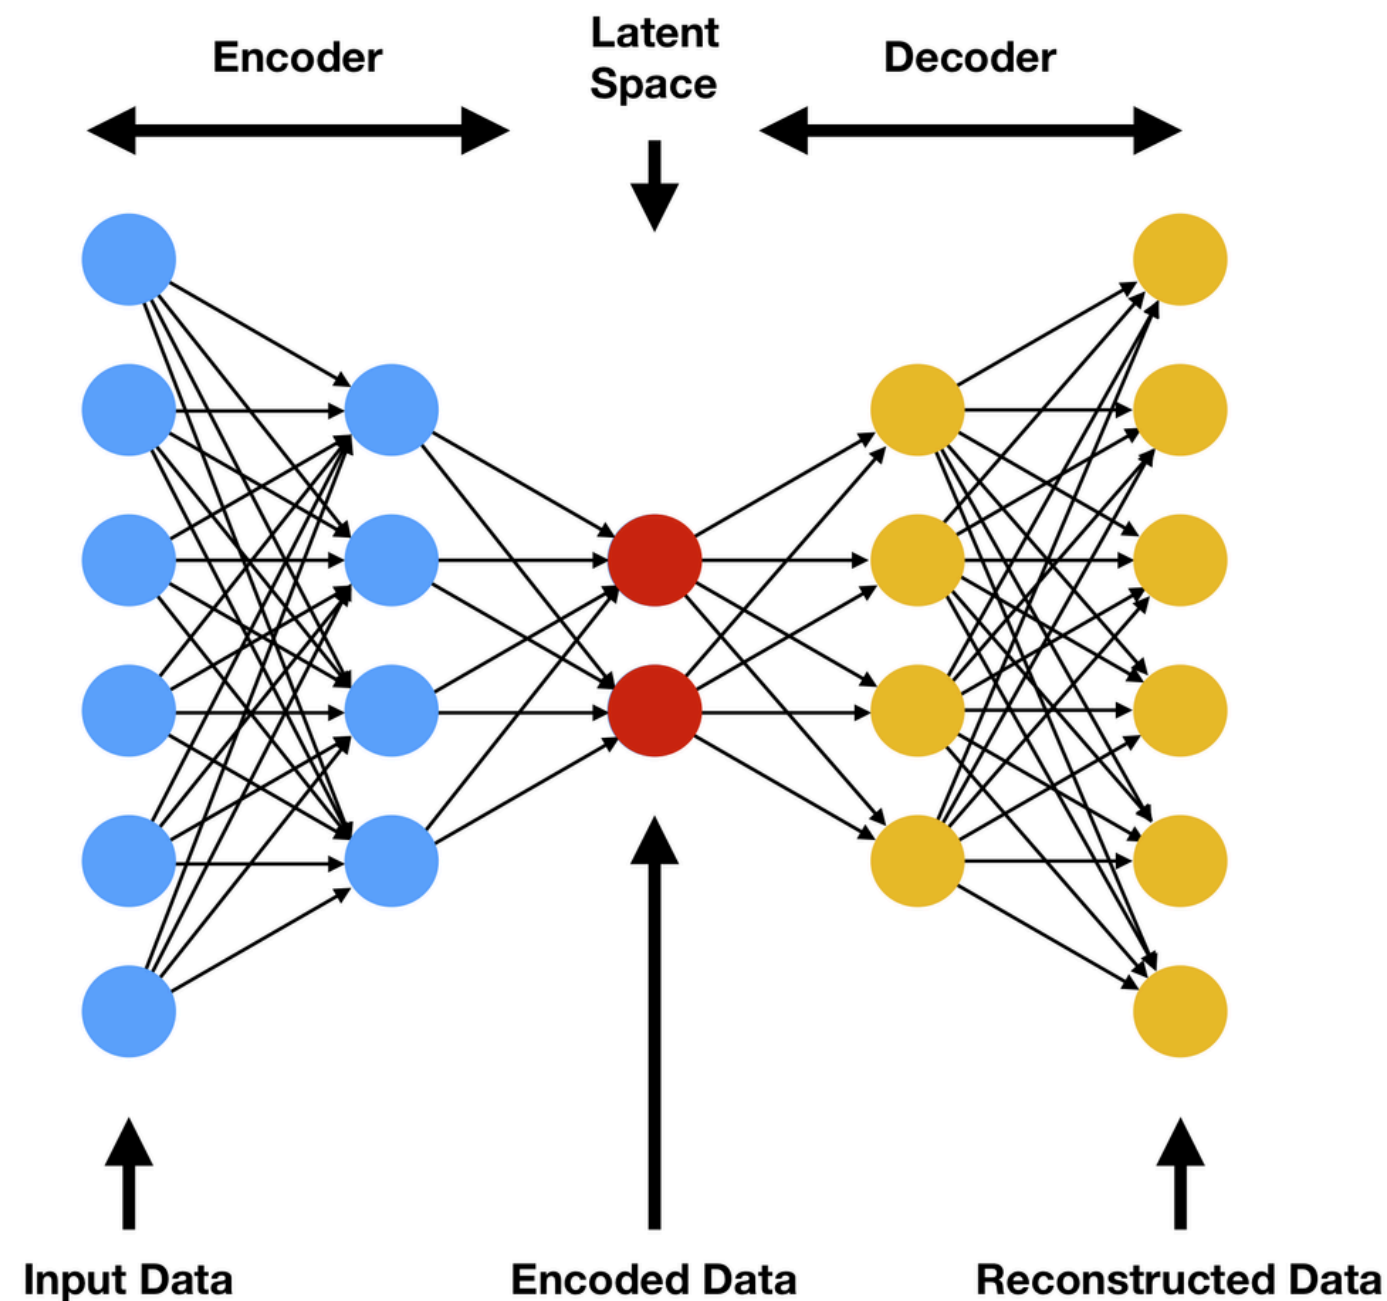 Encoder
Latent
Space
Decoder
Input Data
Encoded Data
Reconstructed Data